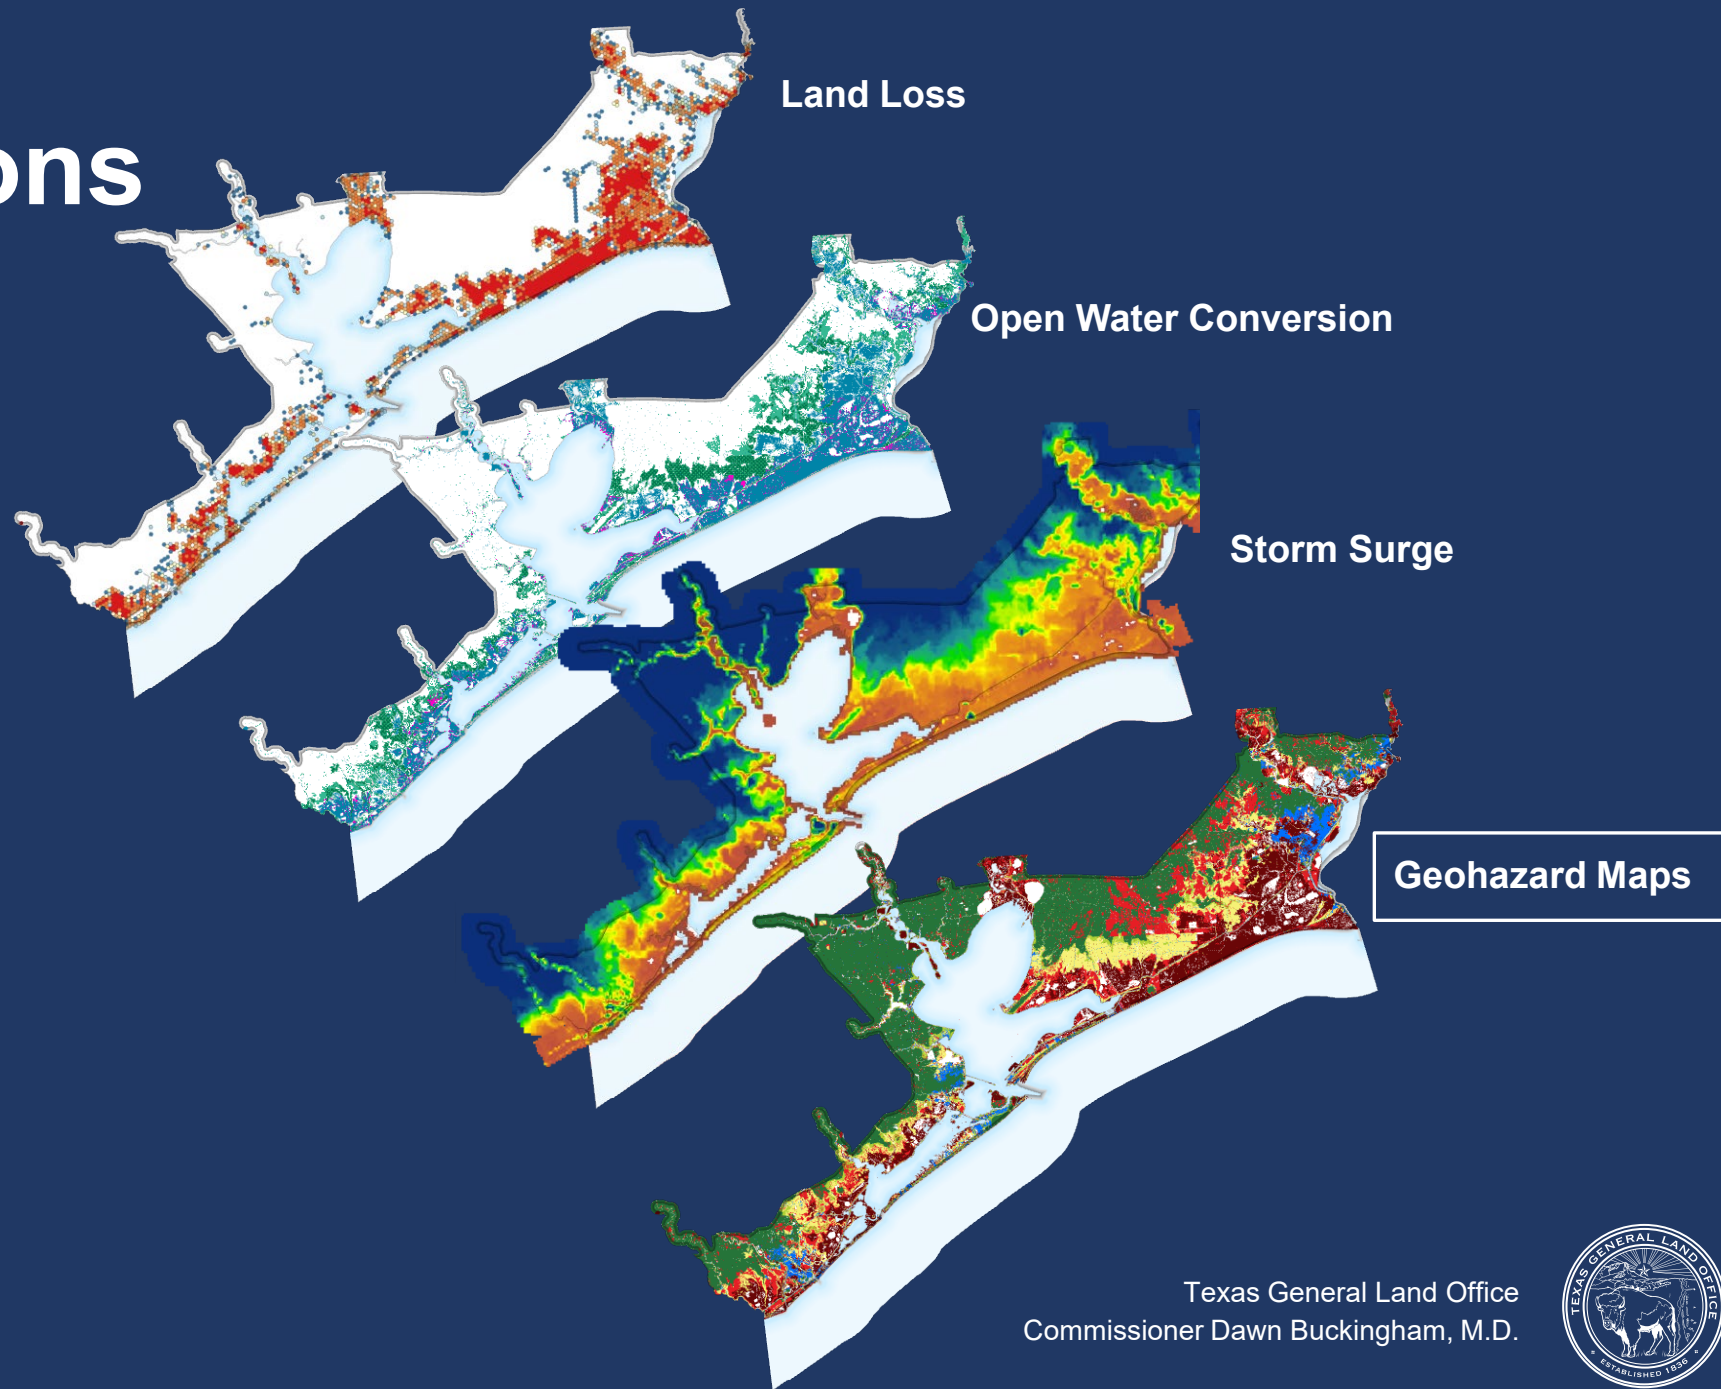 Land Loss
ons
Open Water Conversion
Storm Surge
Geohazard Maps
Texas General Land Office
Commissioner Dawn Buckingham, M.D.
TEXAS GENERAL LAND OFFICE
ESTABLISHED 1836